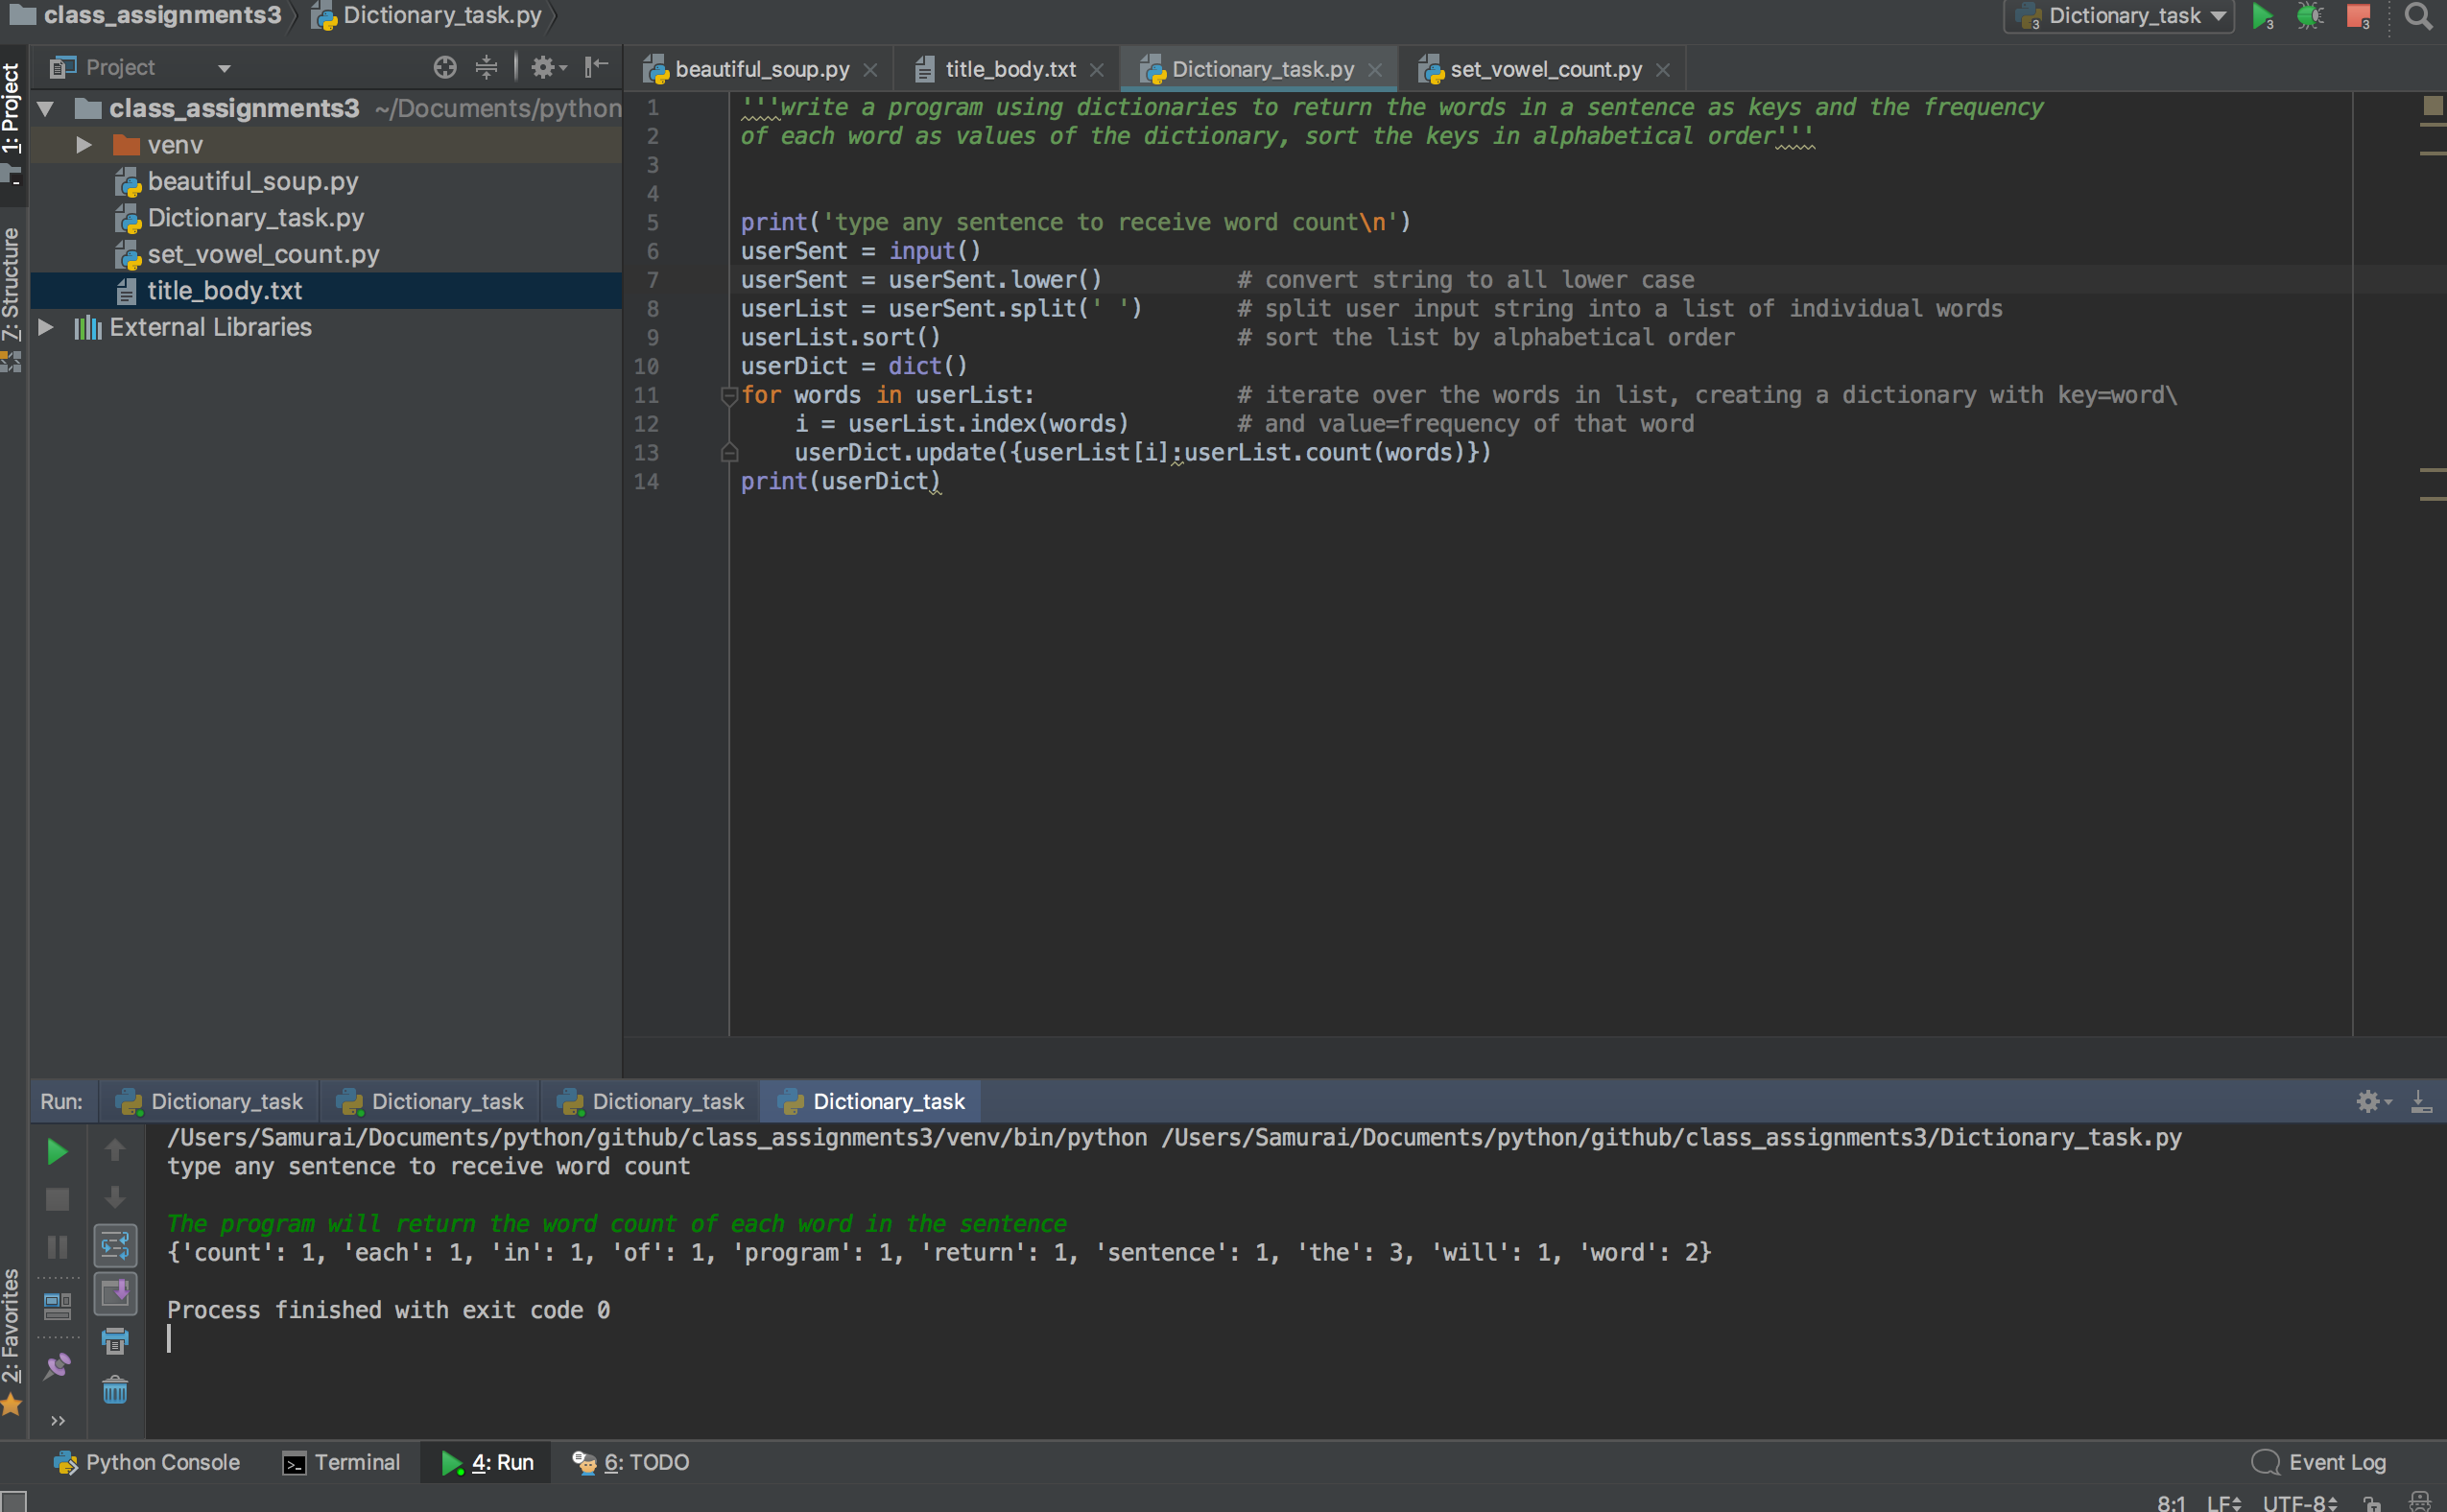 class_assignments3 Dictionary_task.py
Dictionary_task
Project
beautiful_soup.py
title_body.txt
Dictionary_task.py
set_vowel_count.py
1: Project
7: Structure
2: Favorites
class_assignments3 ~/Documents/python
venv
beautiful_soup.py
Dictionary_task.py
set_vowel_count.py
title_body.txt
External Libraries
1 '''write a program using dictionaries to return the words in a sentence as keys and the frequency
2 of each word as values of the dictionary, sort the keys in alphabetical order'''
3
4
5 print('type any sentence to receive word count\n')
6 userSent = input()
7 userSent = userSent.lower() # convert string to all lower case
8 userList = userSent.split(' ') # split user input string into a list of individual words
9 userList.sort() # sort the list by alphabetical order
10 userDict = dict()
11 for words in userList: # iterate over the words in list, creating a dictionary with key=word\
12 i = userList.index(words) # and value=frequency of that word
13 userDict.update({userList[i]:userList.count(words)})
14 print(userDict)
Run: Dictionary_task Dictionary_task Dictionary_task Dictionary_task
/Users/Samurai/Documents/python/github/class_assignments3/venv/bin/python /Users/Samurai/Documents/python/github/class_assignments3/Dictionary_task.py
type any sentence to receive word count
The program will return the word count of each word in the sentence
{'count': 1, 'each': 1, 'in': 1, 'of': 1, 'program': 1, 'return': 1, 'sentence': 1, 'the': 3, 'will': 1, 'word': 2}
Process finished with exit code 0
Python Console Terminal 4: Run 6: TODO Event Log
8:1 LF UTF-8